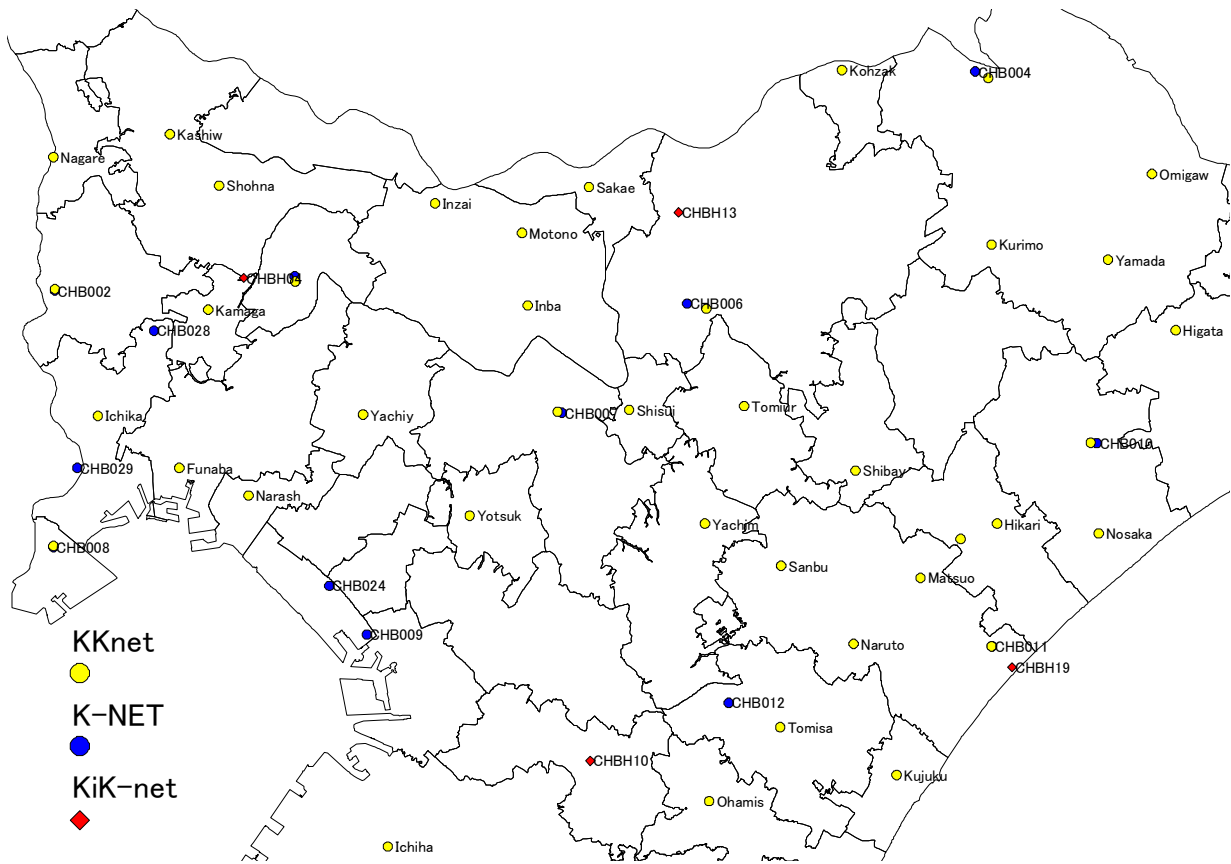 Kohzak
CHB004
Kashiw
Nagare
Shohna
Sakae
Omigaw
Inzai
CHBH13
Motono
Kurimo
Yamada
CHBH04
CHB002
Kamaga
Inba
CHB006
CHB028
Higata
Ichika
Yachiy
CHB007
Shisui
Tomiur
CHB010
CHB029
Funaba
Shibay
Narash
Yotsuk
Yachim
Hikari
Nosaka
CHB008
Sanbu
Matsuo
CHB024
CHB009
KKnet
Naruto
CHB011
CHBH19
K-NET
CHB012
Tomisa
CHBH10
Kujuku
KiK-net
Ohamis
Ichiha